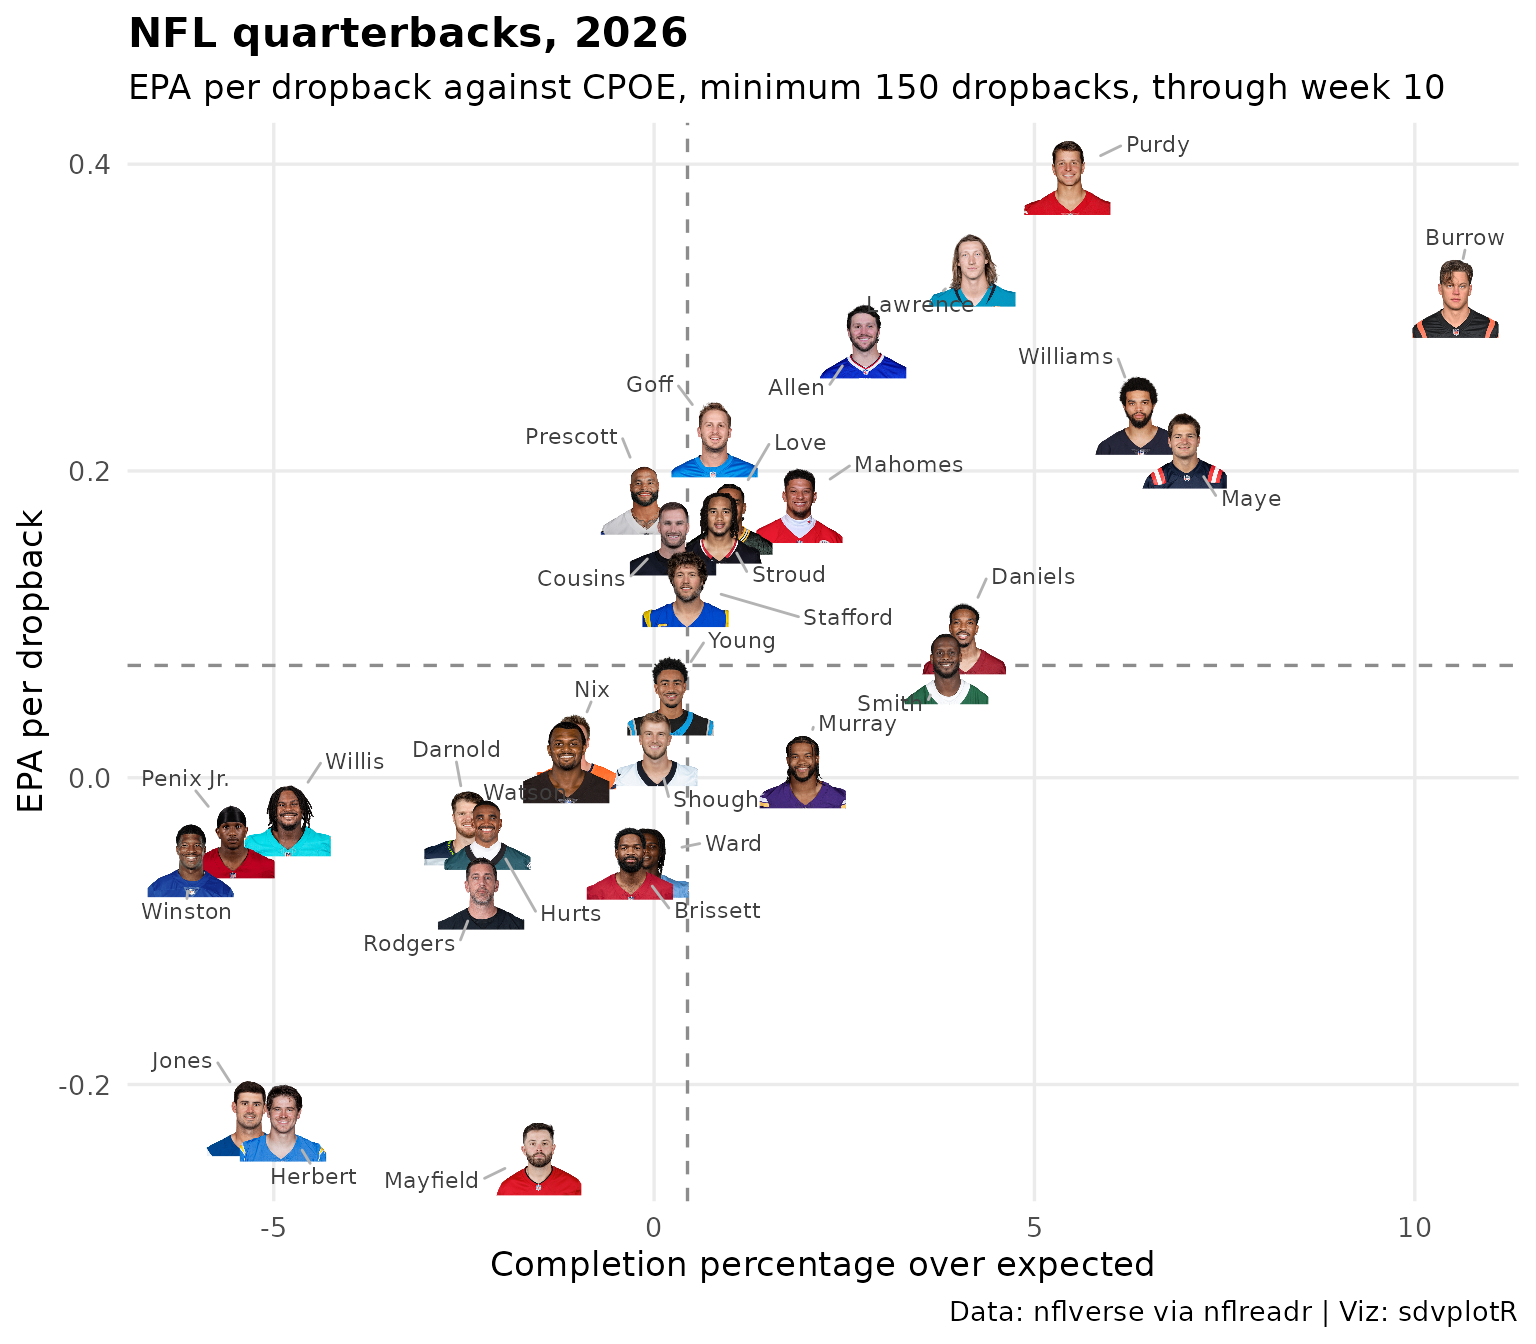 NFL quarterbacks, 2026
EPA per dropback against CPOE, minimum 150 dropbacks, through week 10
0.4
0.2
0.0
-0.2
EPA per dropback
Purdy
Burrow
Lawrence
Williams
Goff
Allen
Prescott
Love
Mahomes
Maye
Cousins
Stroud
Daniels
Stafford
Young
Nix
Smith
Murray
Darnold
Willis
Penix Jr.
Watson
Shough
Ward
Winston
Hurts
Brissett
Rodgers
Jones
Herbert
Mayfield
-5
0
5
10
Completion percentage over expected
Data: nflverse via nflreadr | Viz: sdvplotR